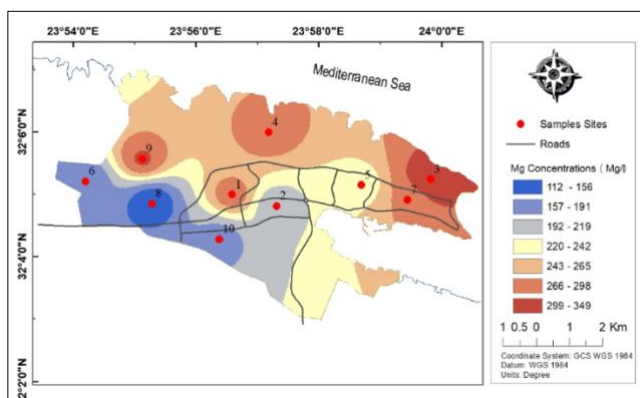 23°54'0"E 23°56'0"E 23°58'0"E 24°0'0"E
Mediterranean Sea
32°6'0"N
32°4'0"N
32°2'0"N
4
9
6
3
5
7
1
2
8
10
Samples Sites
Roads
Mg Concentrations ( Mg/l)
112 - 156
157 - 191
192 - 219
220 - 242
243 - 265
266 - 298
299 - 349
1 0.5 0 1 2 Km
Coordinate System: GCS WGS 1984
Datum: WGS 1984
Units: Degree